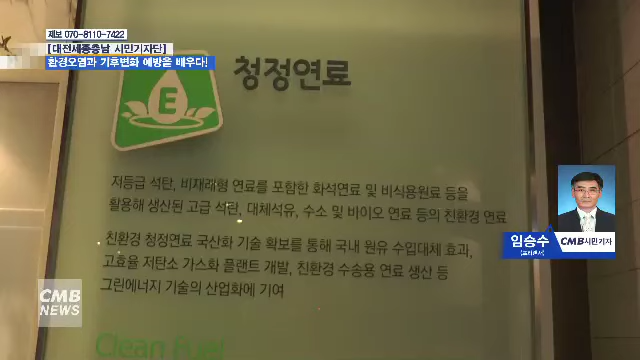 제보 070-8110-7422
[대전세종충남 시민기자단]
환경오염과 기후변화 예방을 배우다!
E
청정연료
저등급 석탄, 비재래형 연료를 포함한 화석연료 및 비식용원료 등을
활용해 생산된 고급 석탄, 대체석유, 수소 및 바이오 연료 등의 친환경 연료
친환경 청정연료 국산화 기술 확보를 통해 국내 원유 수입대체 효과,
고효율 저탄소 가스화 플랜트 개발, 친환경 수송용 연료 생산 등
그린에너지 기술의 산업화에 기여
Clean Fuel
임승수
CMB시민기자
CMB
NEWS